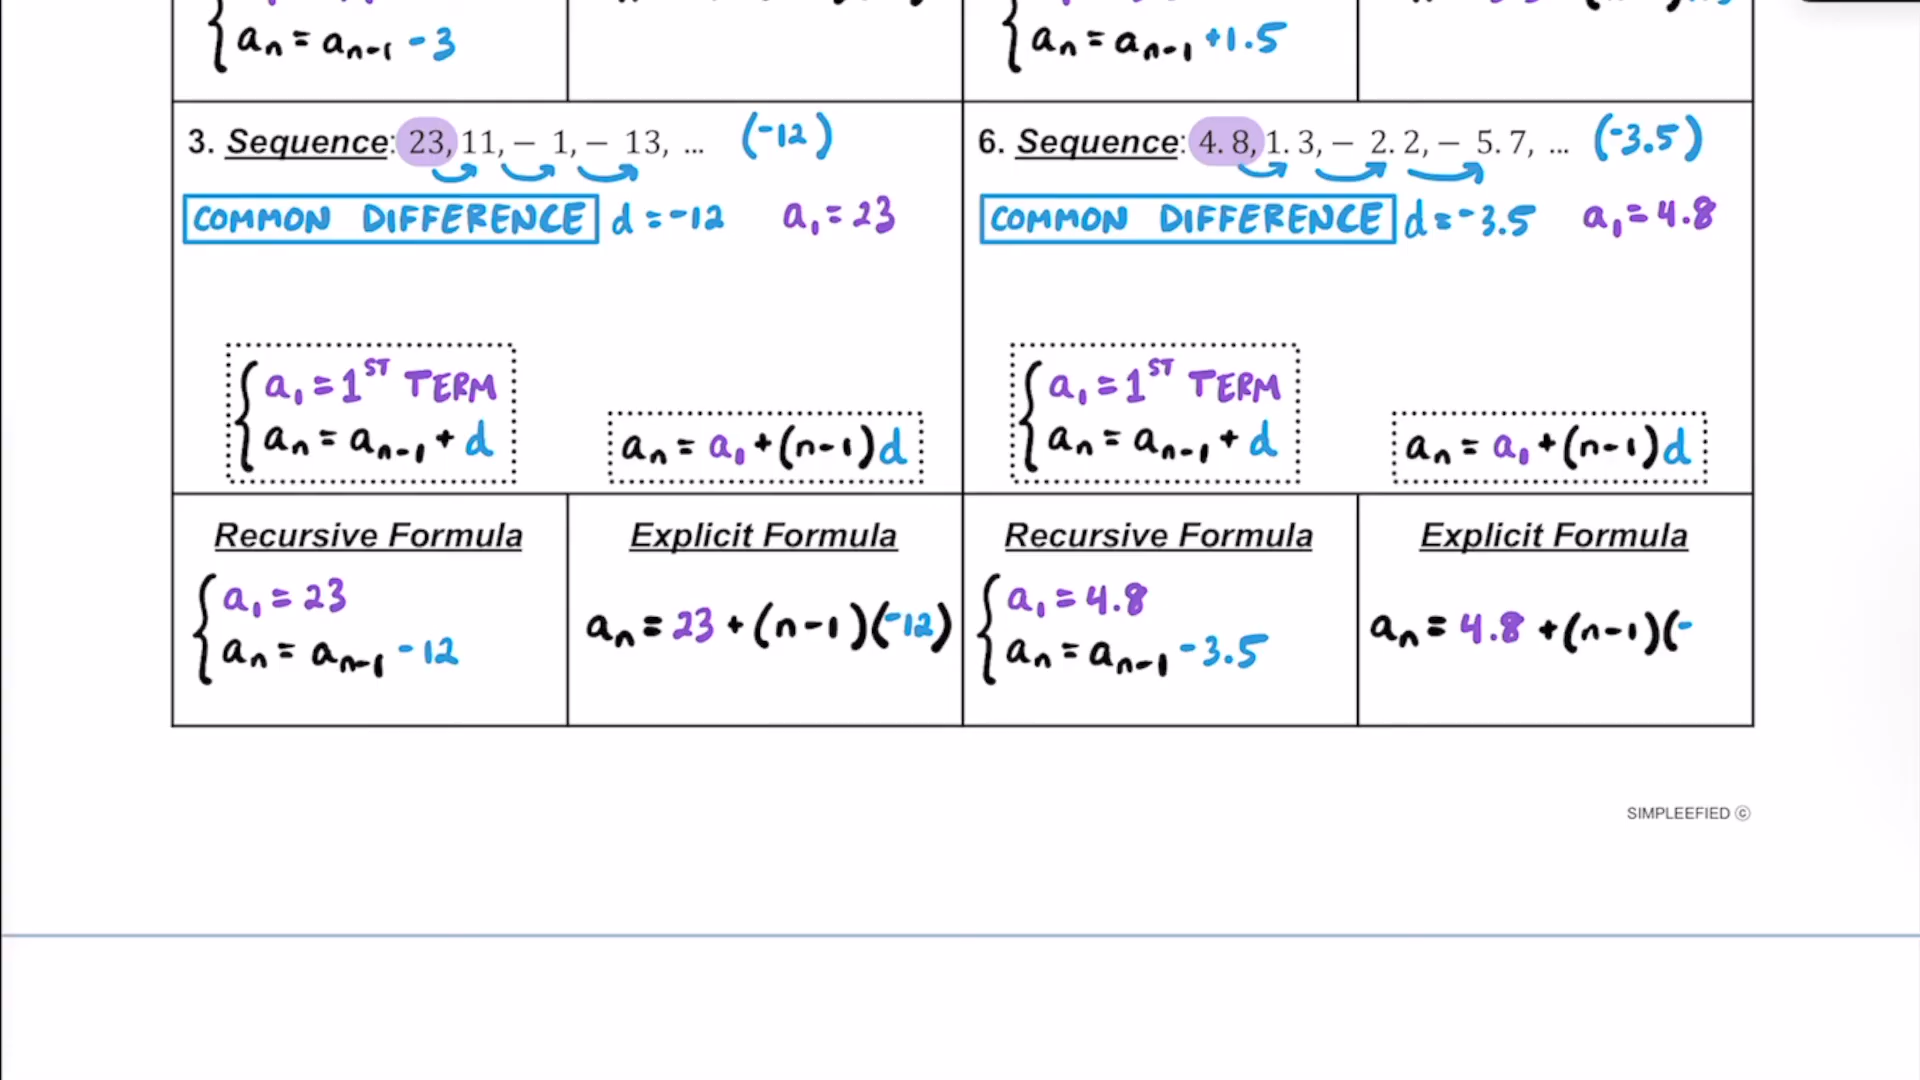 aₙ = aₙ₋₁ -3
aₙ = aₙ₋₁ +1.5
3. Sequence: 23, 11, − 1, − 13, ... (-12)
COMMON DIFFERENCE d = -12 a₁ = 23
{ a₁ = 1ST TERM
aₙ = aₙ₋₁ + d
aₙ = a₁ + (n-1)d
Recursive Formula
{ a₁ = 23
aₙ = aₙ₋₁ -12
Explicit Formula
aₙ = 23 + (n-1)(-12)
6. Sequence: 4. 8, 1. 3, − 2. 2, − 5. 7, ... (-3.5)
COMMON DIFFERENCE d = -3.5 a₁ = 4.8
{ a₁ = 1ST TERM
aₙ = aₙ₋₁ + d
aₙ = a₁ + (n-1)d
Recursive Formula
{ a₁ = 4.8
aₙ = aₙ₋₁ -3.5
Explicit Formula
aₙ = 4.8 + (n-1)(-
SIMPLEEFIED ©